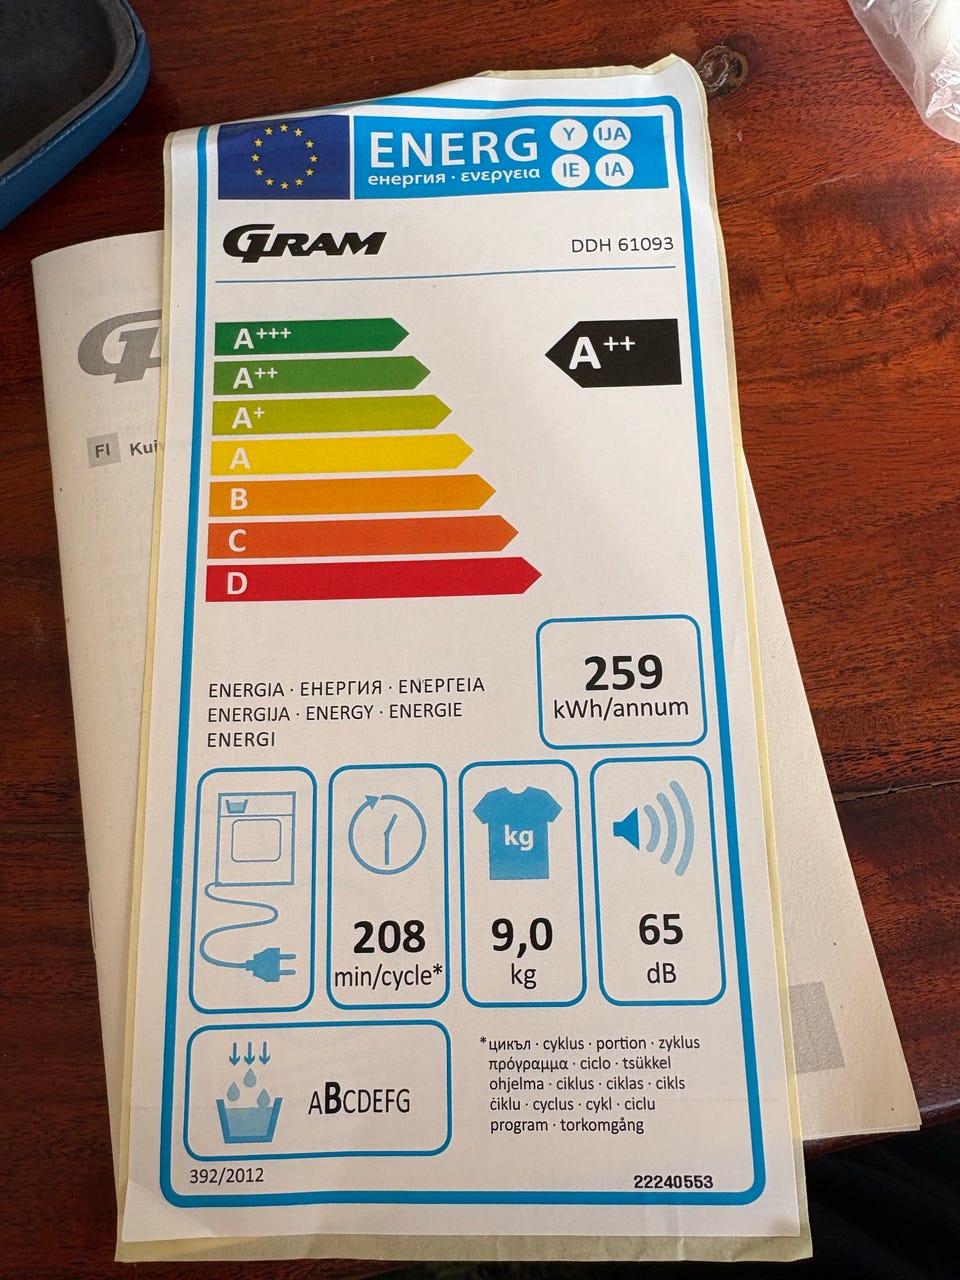 ENERG Y IJA
енергия · ενεργεια IE IA
GRAM
DDH 61093
A+++
A++
A++
A+
A
B
C
D
259
kWh/annum
ENERGIA · ЕНЕРГИЯ · ΕΝΕΡΓΕΙΑ
ENERGIJA · ENERGY · ENERGIE
ENERGI
208
min/cycle*
kg
9,0
kg
65
dB
ABCDEFG
*цикъл · cyklus · portion · zyklus
πρόγραμμα · ciclo · tsükkel
ohjelma · ciklus · ciklas · cikls
ċiklu · cyclus · cykl · ciclu
program · torkomgång
392/2012
22240553
FI